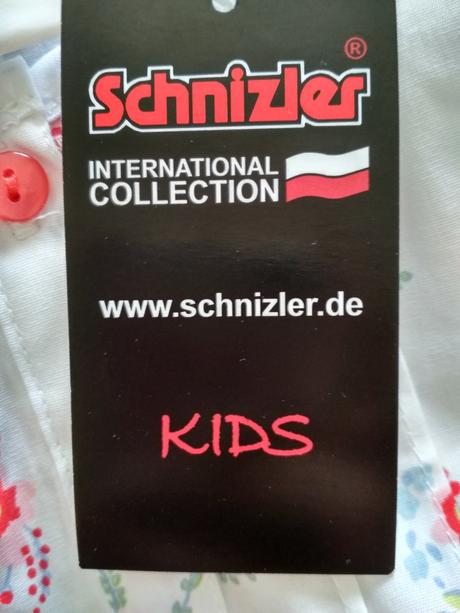 Schnizler®
INTERNATIONAL
COLLECTION
www.schnizler.de
KIDS